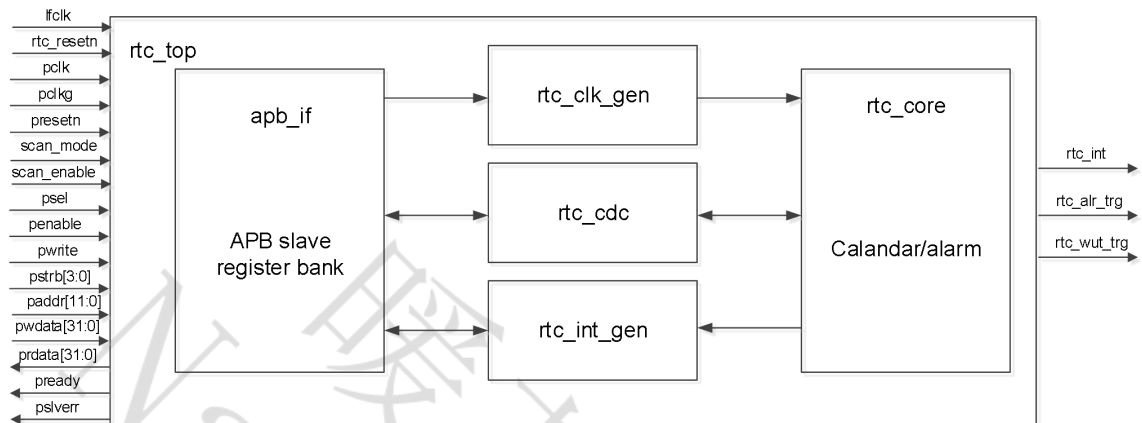 lfclk
rtc_resetn
pclk
pclkg
presetn
scan_mode
scan_enable
psel
penable
pwrite
pstrb[3:0]
paddr[11:0]
pwdata[31:0]
prdata[31:0]
pready
pslverr
rtc_top
apb_if
APB slave
register bank
rtc_clk_gen
rtc_cdc
rtc_int_gen
rtc_core
Calandar/alarm
rtc_int
rtc_alr_trg
rtc_wut_trg
暖